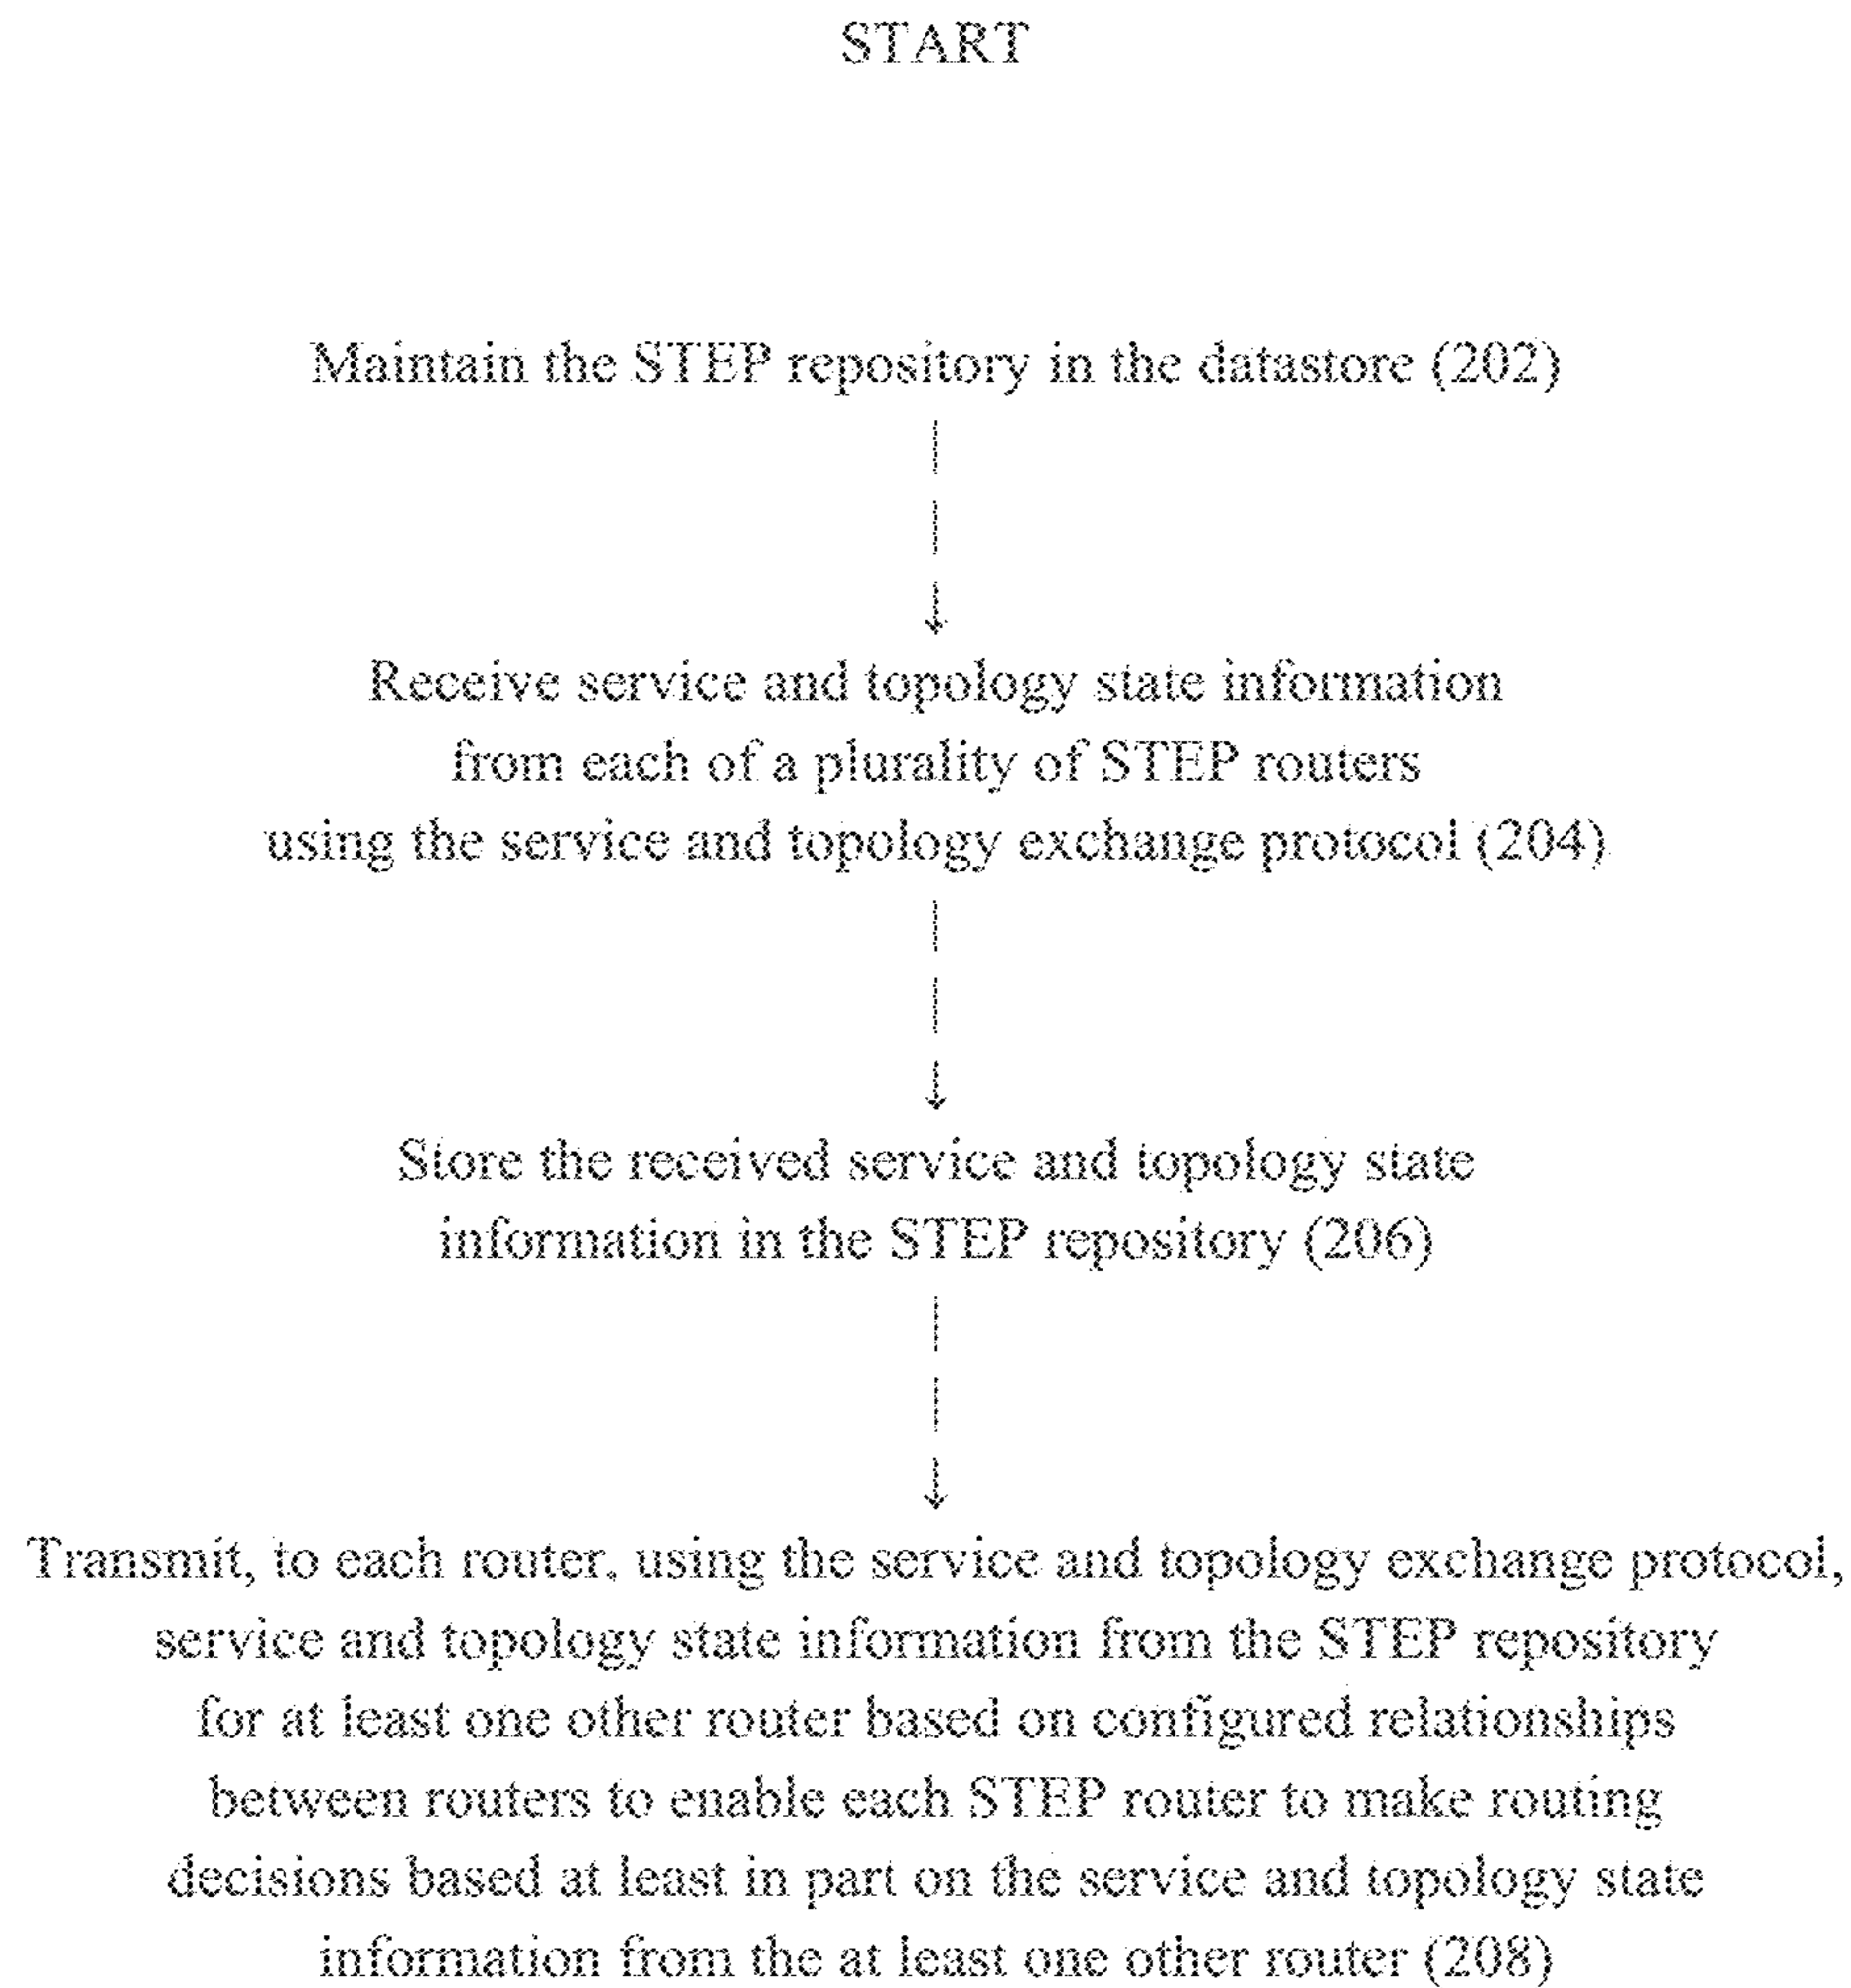 START
Maintain the STEP repository in the datastore (202)
Receive service and topology state information
from each of a plurality of STEP routers
using the service and topology exchange protocol (204)
Store the received service and topology state
information in the STEP repository (206)
Transmit, to each router, using the service and topology exchange protocol,
service and topology state information from the STEP repository
for at least one other router based on configured relationships
between routers to enable each STEP router to make routing
decisions based at least in part on the service and topology state
information from the at least one other router (208)